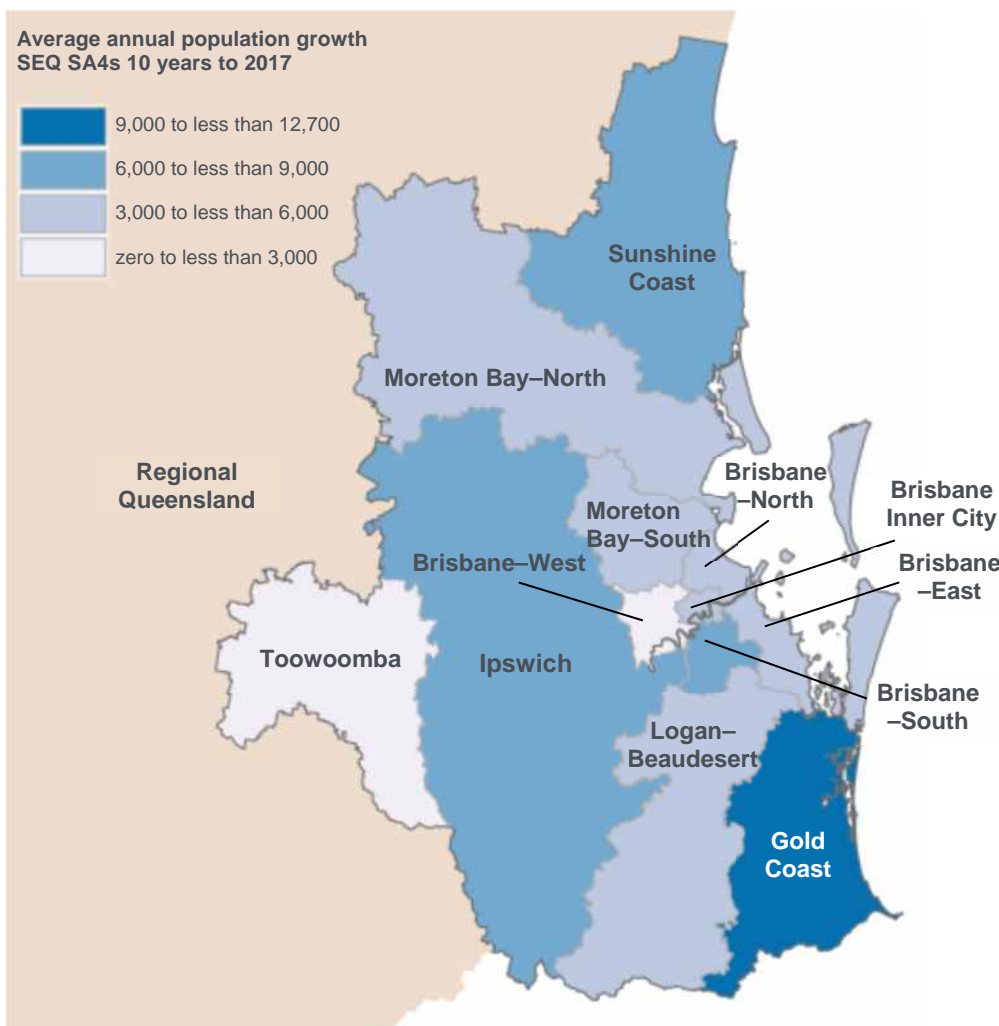 Average annual population growth
SEQ SA4s 10 years to 2017
9,000 to less than 12,700
6,000 to less than 9,000
3,000 to less than 6,000
zero to less than 3,000
Sunshine
Coast
Moreton Bay–North
Regional
Queensland
Brisbane
–North
Brisbane
Inner City
Moreton
Bay–South
Brisbane–West
Brisbane
–East
Toowoomba
Ipswich
Brisbane
–South
Logan–
Beaudesert
Gold
Coast